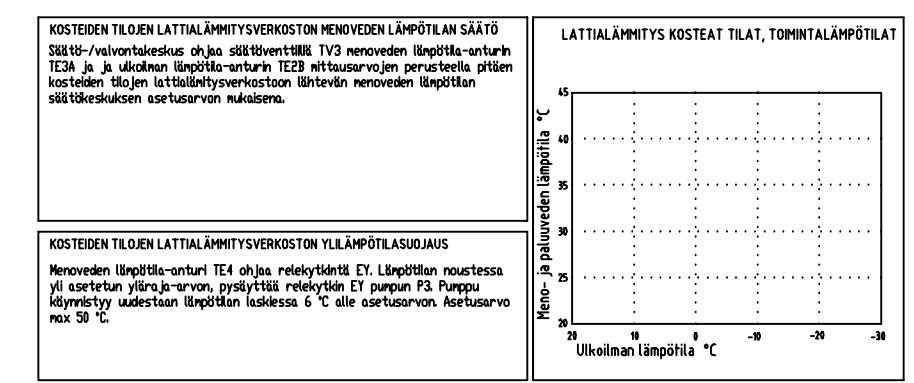 KOSTEIDEN TILOJEN LATTIALÄMMITYSVERKOSTON MENOVEDEN LÄMPÖTILAN SÄÄTÖ
Säätö-/valvontakeskus ohjaa säätöventtiiliä TV3 menoveden lämpötila-anturin
TE3A ja ja ulkoilman lämpötila-anturin TE2B mittausarvojen perusteella pitäen
kosteiden tilojen lattialämitysverkostoon lähtevän menoveden lämpötilan
säätökeskuksen asetusarvon mukaisena.
KOSTEIDEN TILOJEN LATTIALÄMMITYSVERKOSTON YLILÄMPÖTILASUOJAUS
Menoveden lämpötila-anturi TE4 ohjaa relekytkintä EY. Lämpötilan noustessa
yli asetetun yläraja-arvon, pysäyttää relekytkin EY pumpun P3. Pumppu
käynnistyy uudestaan lämpötilan laskiessa 6 °C alle asetusarvon. Asetusarvo
max 50 °C.
LATTIALÄMMITYS KOSTEAT TILAT, TOIMINTALÄMPÖTILAT
Meno- ja paluuveden lämpötila °C
45
40
35
30
25
20
20 10 0 -10 -20 -30
Ulkoilman lämpötila °C